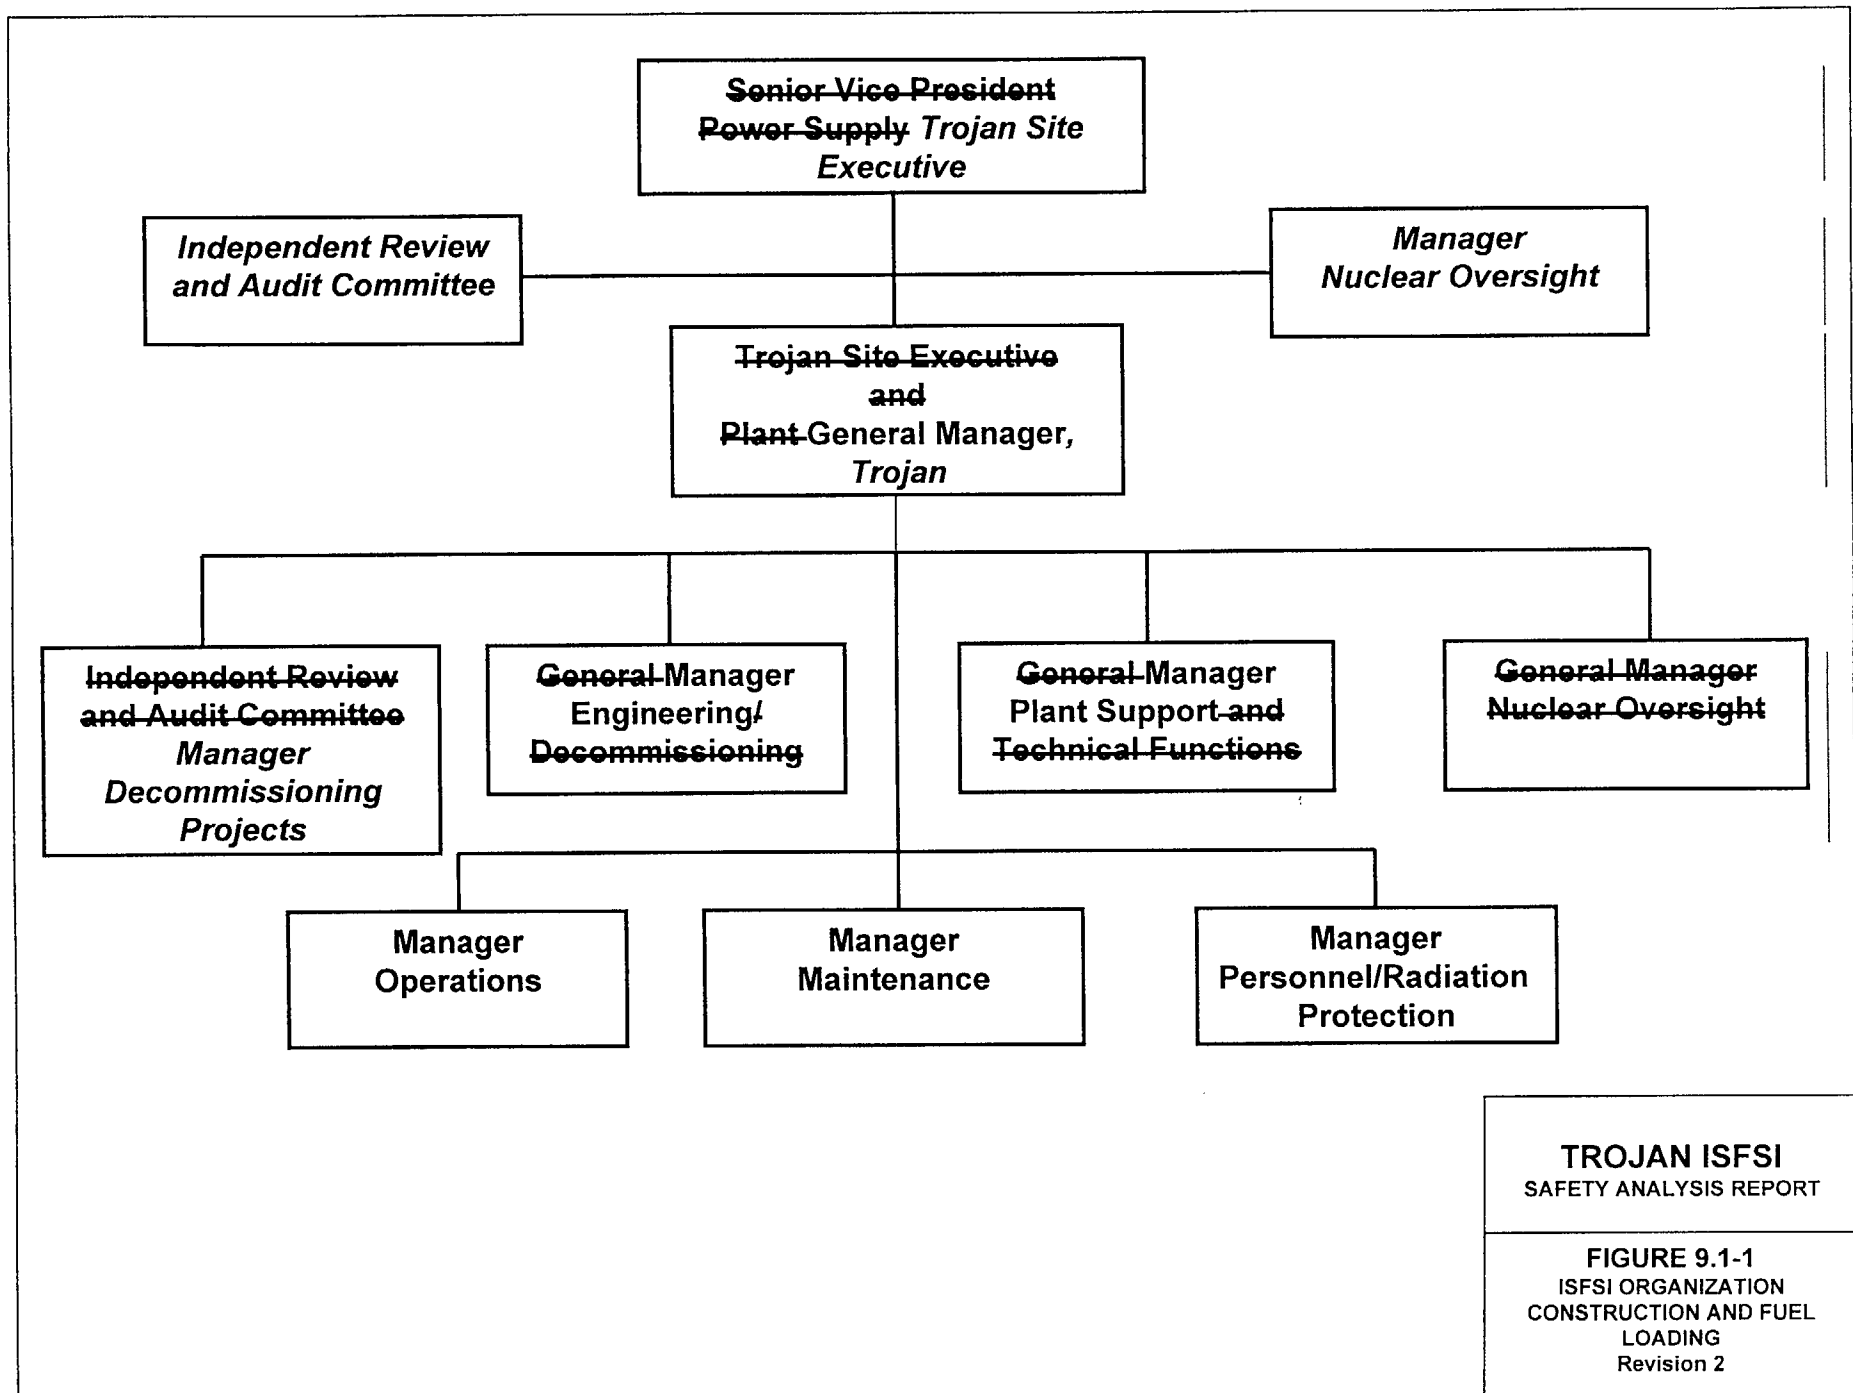 Senior Vice President
Power Supply Trojan Site
Executive
Independent Review
and Audit Committee
Manager
Nuclear Oversight
Trojan Site Executive
and
Plant General Manager,
Trojan
Independent Review
and Audit Committee
Manager
Decommissioning
Projects
General Manager
Engineering/
Decommissioning
General Manager
Plant Support and
Technical Functions
General Manager
Nuclear Oversight
Manager
Operations
Manager
Maintenance
Manager
Personnel/Radiation
Protection
TROJAN ISFSI
SAFETY ANALYSIS REPORT
FIGURE 9.1-1
ISFSI ORGANIZATION
CONSTRUCTION AND FUEL
LOADING
Revision 2